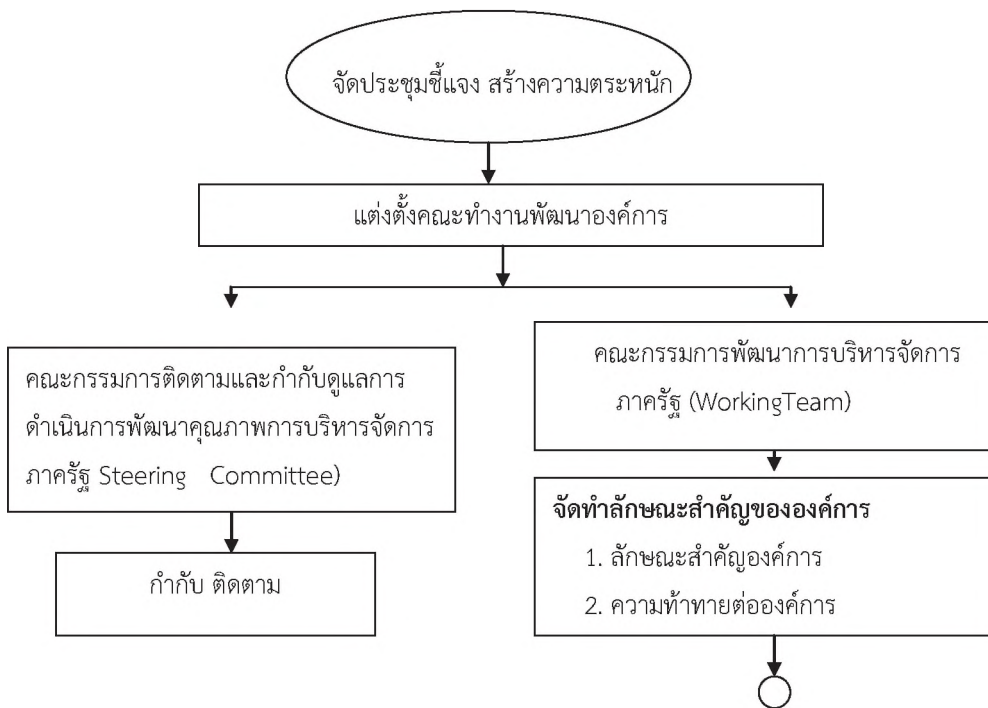 จัดประชุมชี้แจง สร้างความตระหนัก
แต่งตั้งคณะทำงานพัฒนาองค์การ
คณะกรรมการติดตามและกำกับดูแลการ
ดำเนินการพัฒนาคุณภาพการบริหารจัดการ
ภาครัฐ Steering Committee)
กำกับ ติดตาม
คณะกรรมการพัฒนาการบริหารจัดการ
ภาครัฐ (WorkingTeam)
จัดทำลักษณะสำคัญขององค์การ
1. ลักษณะสำคัญองค์การ
2. ความท้าทายต่อองค์การ